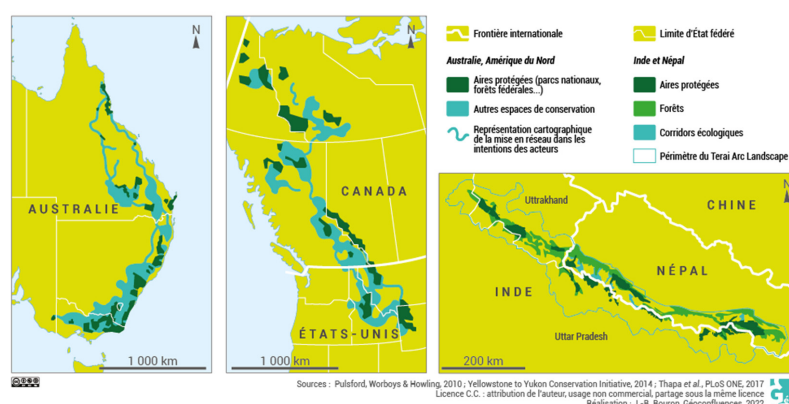 N
AUSTRALIE
1 000 km
N
CANADA
ÉTATS-UNIS
1 000 km
Frontière internationale
Australie, Amérique du Nord
Aires protégées (parcs nationaux,
forêts fédérales...)
Autres espaces de conservation
Représentation cartographique
de la mise en réseau dans les
intentions des acteurs
Limite d'État fédéré
Inde et Népal
Aires protégées
Forêts
Corridors écologiques
Périmètre du Terai Arc Landscape
N
Uttrakhand
CHINE
NÉPAL
INDE
Uttar Pradesh
200 km
Sources : Pulsford, Worboys & Howling, 2010 ; Yellowstone to Yukon Conservation Initiative, 2014 ; Thapa et al., PLoS ONE, 2017
Licence C.C. : attribution de l'auteur, usage non commercial, partage sous la même licence
Réalisation : J.-B. Bouron, Géoconfluences, 2022